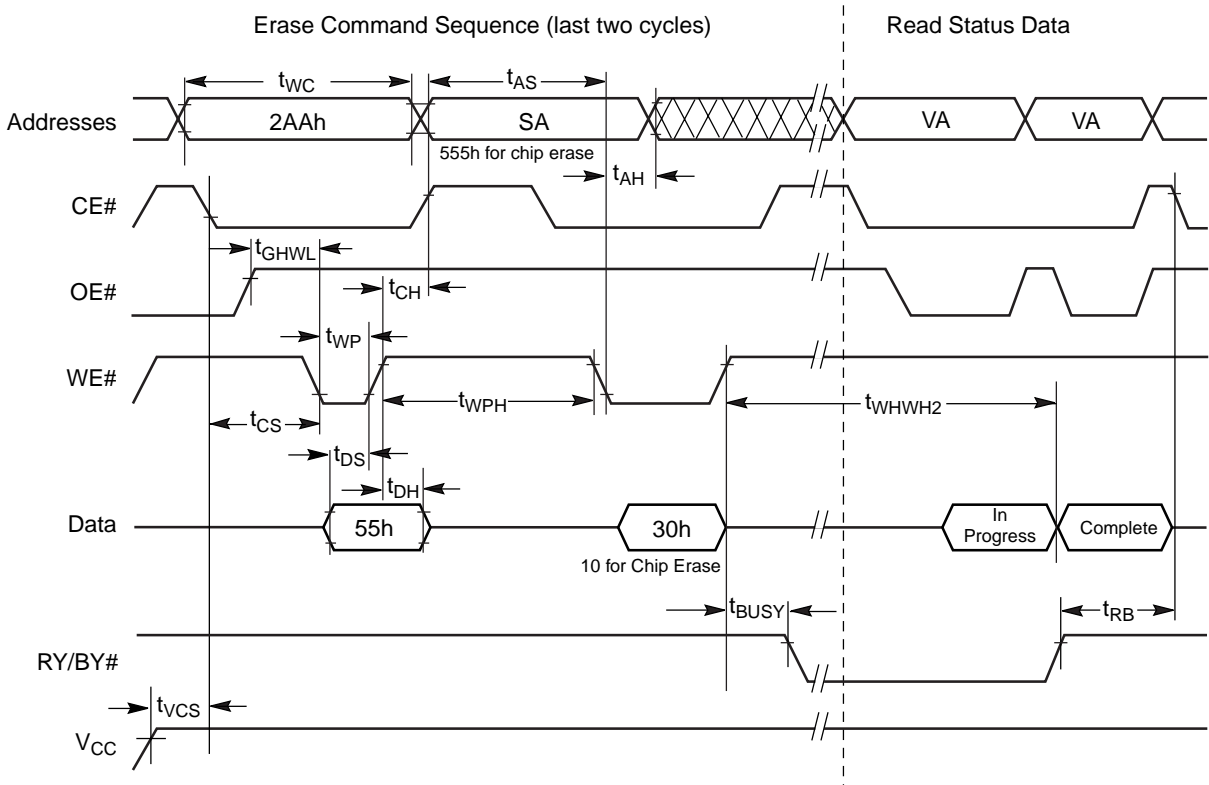 Erase Command Sequence (last two cycles)
Read Status Data
tWC
tAS
Addresses
2AAh
SA
VA
VA
555h for chip erase
tAH
CE#
tGHWL
OE#
tCH
tWP
WE#
tWPH
tWHWH2
tCS
tDS
tDH
Data
55h
30h
In
Progress
Complete
10 for Chip Erase
tBUSY
tRB
RY/BY#
tVCS
VCC